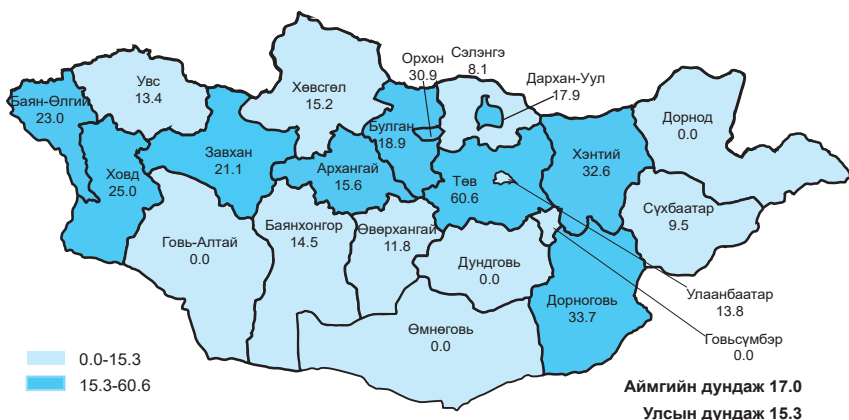 Орхон
30.9
Сэлэнгэ
8.1
Увс
13.4
Хөвсгөл
15.2
Дархан-Уул
17.9
Баян-Өлгий
23.0
Дорнод
0.0
Булган
18.9
Завхан
21.1
Архангай
15.6
Ховд
25.0
Төв
60.6
Хэнтий
32.6
Сүхбаатар
9.5
Баянхонгор
14.5
Өвөрхангай
11.8
Говь-Алтай
0.0
Дундговь
0.0
Дорноговь
33.7
Улаанбаатар
13.8
Өмнөговь
0.0
Говьсүмбэр
0.0
0.0-15.3
15.3-60.6
Аймгийн дундаж 17.0
Улсын дундаж 15.3